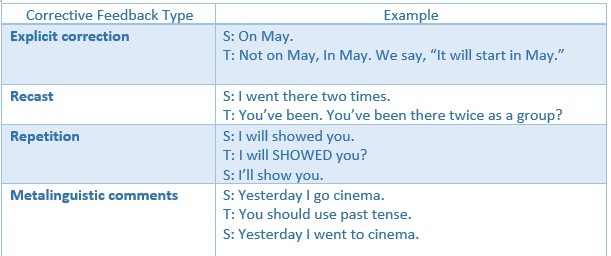 Corrective Feedback Type Example
Explicit correction S: On May.
T: Not on May, In May. We say, “It will start in May.”
Recast S: I went there two times.
T: You’ve been. You’ve been there twice as a group?
Repetition S: I will showed you.
T: I will SHOWED you?
S: I’ll show you.
Metalinguistic comments S: Yesterday I go cinema.
T: You should use past tense.
S: Yesterday I went to cinema.